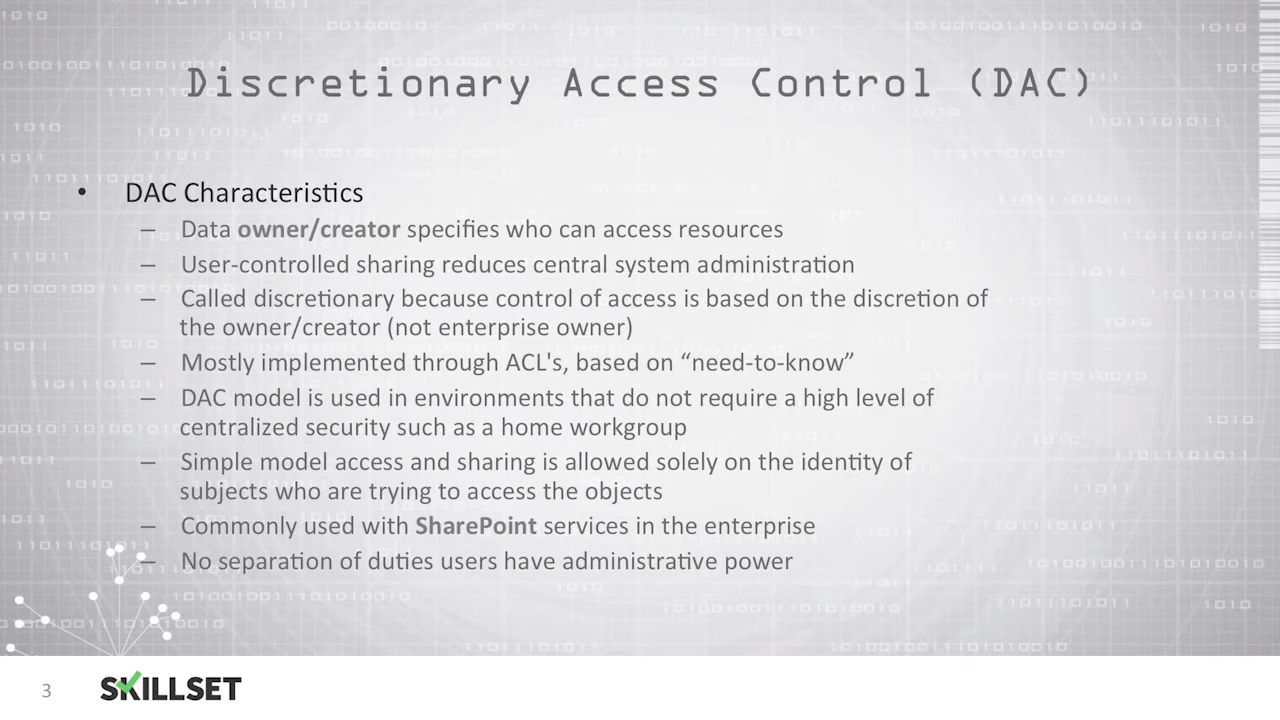 Discretionary Access Control (DAC)
• DAC Characteristics
– Data owner/creator specifies who can access resources
– User-controlled sharing reduces central system administration
– Called discretionary because control of access is based on the discretion of
the owner/creator (not enterprise owner)
– Mostly implemented through ACL's, based on “need-to-know”
– DAC model is used in environments that do not require a high level of
centralized security such as a home workgroup
– Simple model access and sharing is allowed solely on the identity of
subjects who are trying to access the objects
– Commonly used with SharePoint services in the enterprise
– No separation of duties users have administrative power
3
SKILLSET